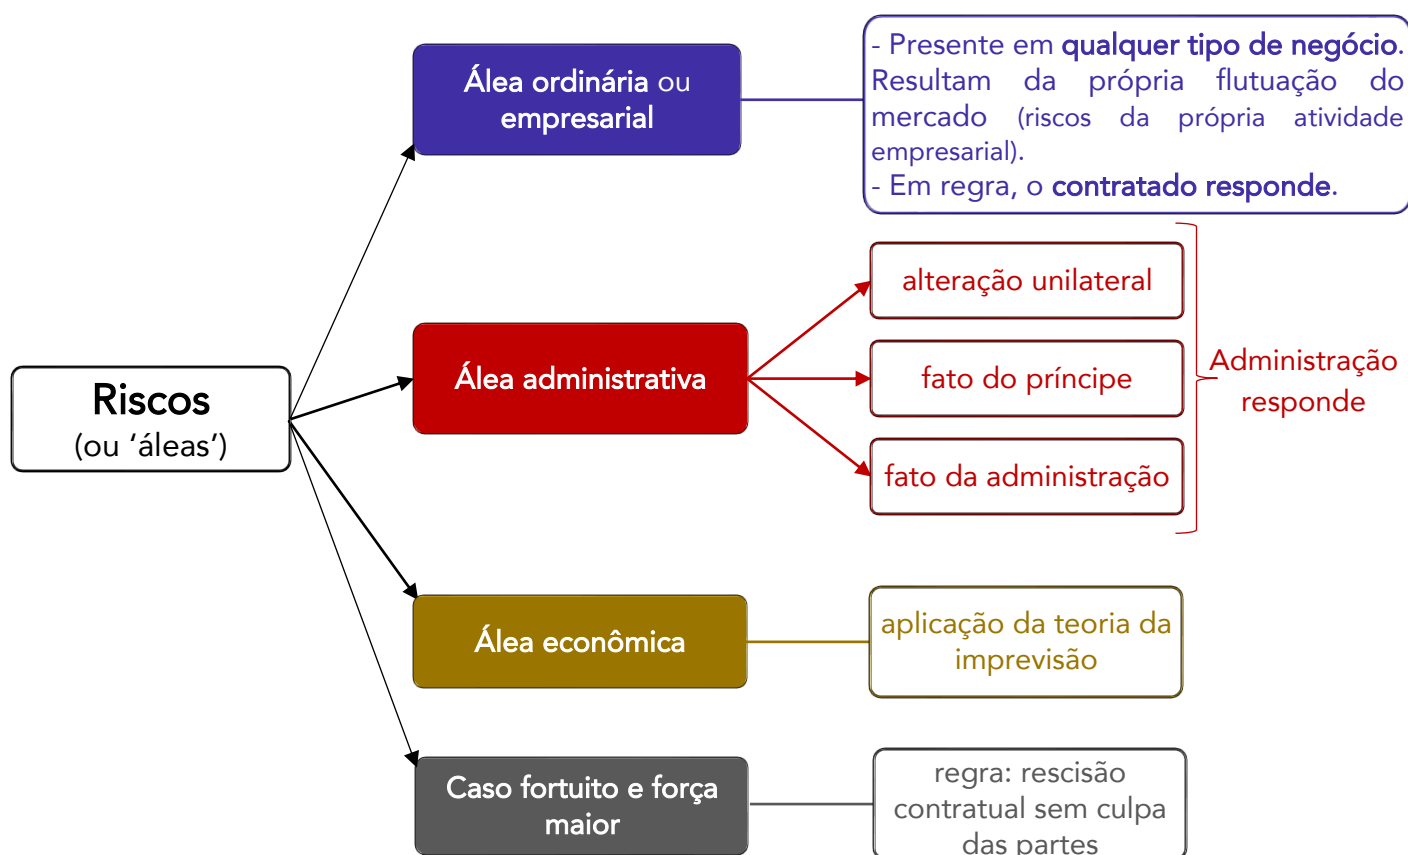 Riscos
(ou ‘áleas’)
Álea ordinária ou
empresarial
- Presente em qualquer tipo de negócio.
Resultam da própria flutuação do
mercado (riscos da própria atividade
empresarial).
- Em regra, o contratado responde.
Álea administrativa
alteração unilateral
fato do príncipe
fato da administração
Administração
responde
Álea econômica
aplicação da teoria da
imprevisão
Caso fortuito e força
maior
regra: rescisão
contratual sem culpa
das partes